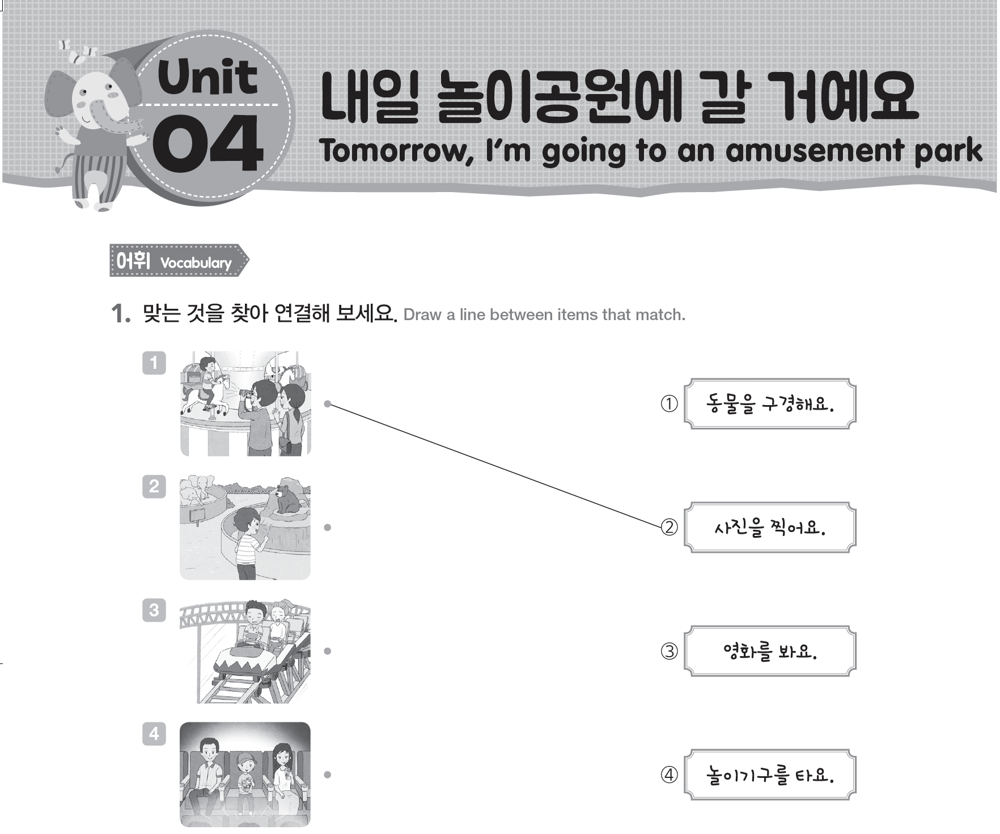 Unit
04
내일 놀이공원에 갈 거예요
Tomorrow, I'm going to an amusement park
어휘 Vocabulary
1. 맞는 것을 찾아 연결해 보세요. Draw a line between items that match.
1
① 동물을 구경해요.
2
② 사진을 찍어요.
3
③ 영화를 봐요.
4
④ 놀이기구를 타요.